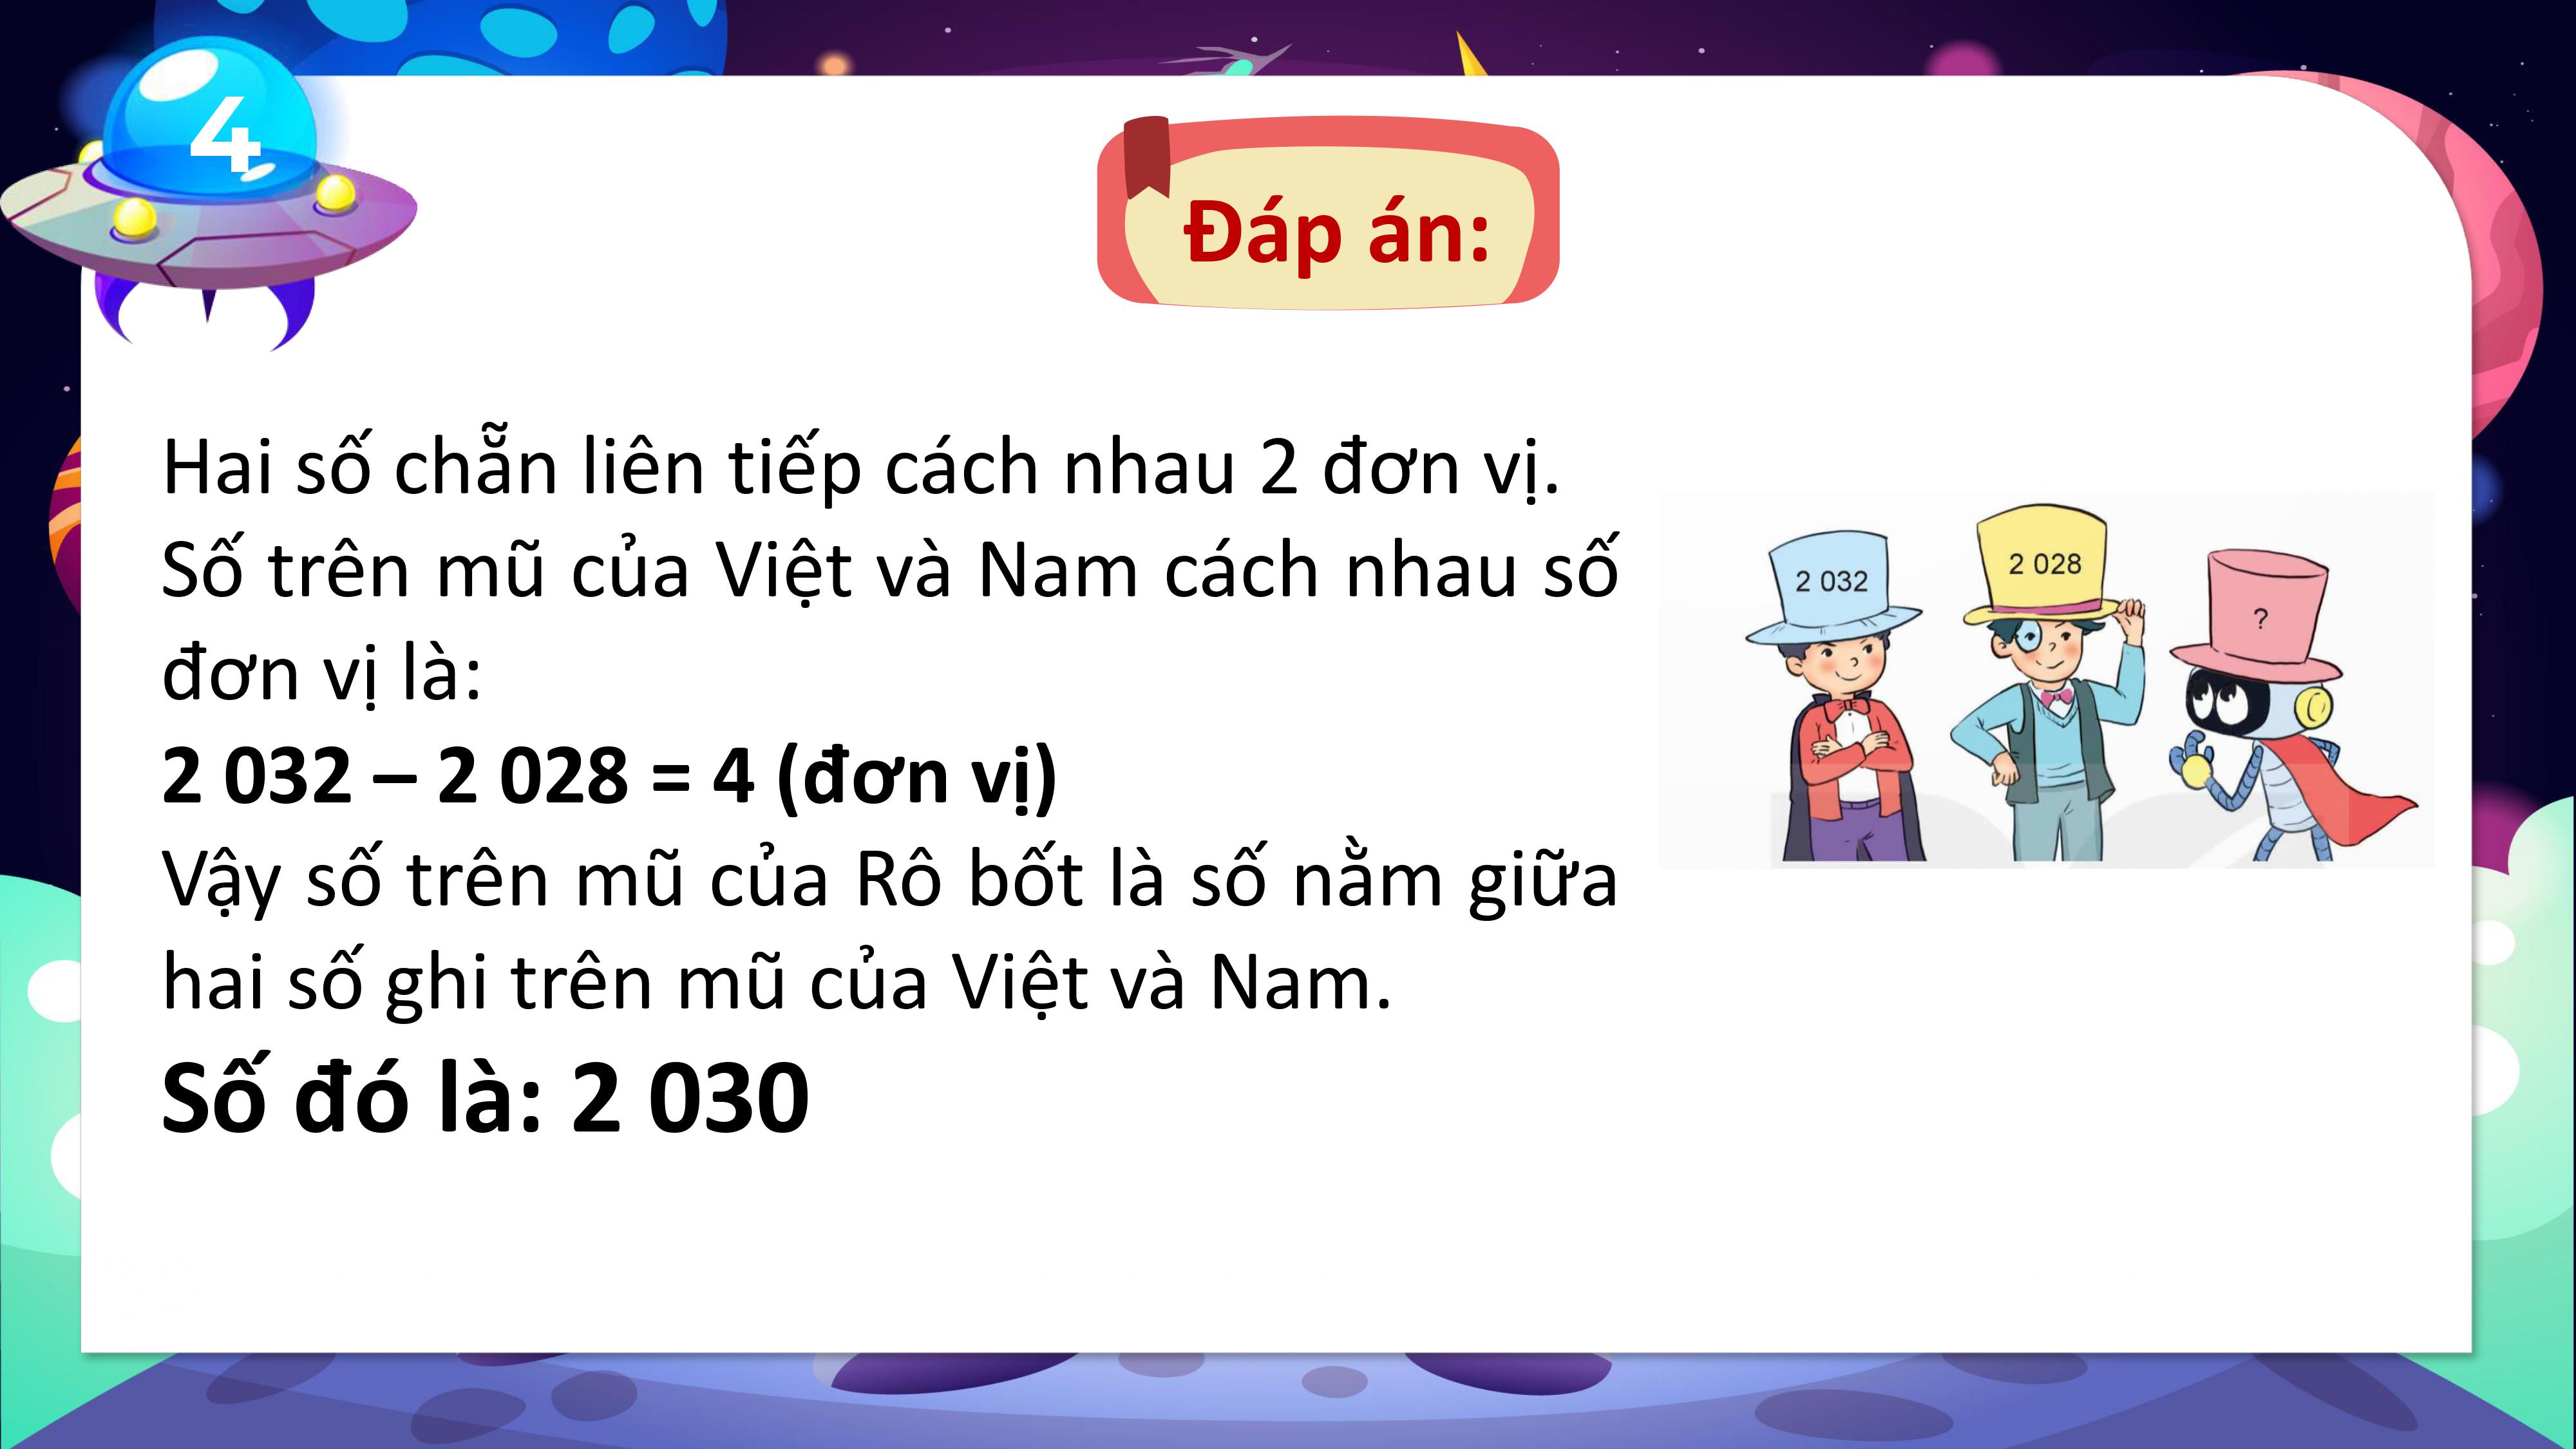 4
Đáp án:
Hai số chẵn liên tiếp cách nhau 2 đơn vị.
Số trên mũ của Việt và Nam cách nhau số
đơn vị là:
2 032 – 2 028 = 4 (đơn vị)
Vậy số trên mũ của Rô bốt là số nằm giữa
hai số ghi trên mũ của Việt và Nam.
Số đó là: 2 030
2 032
2 028
?